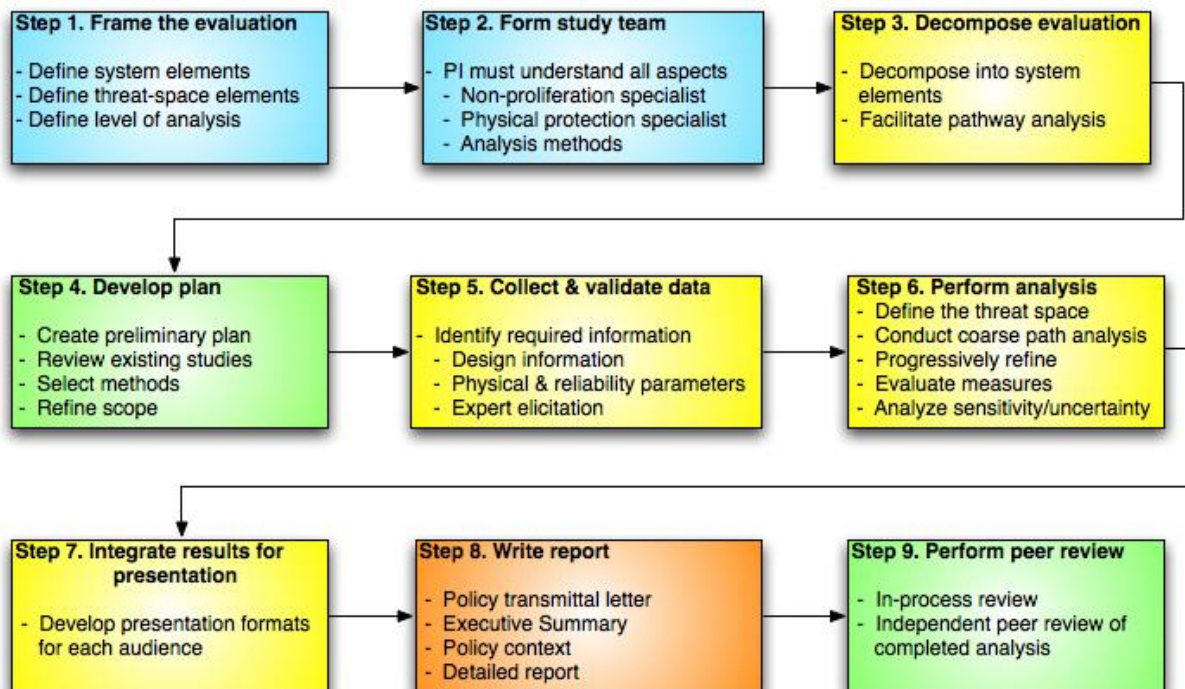 Step 1. Frame the evaluation
- Define system elements
- Define threat-space elements
- Define level of analysis
Step 2. Form study team
- PI must understand all aspects
- Non-proliferation specialist
- Physical protection specialist
- Analysis methods
Step 3. Decompose evaluation
- Decompose into system
elements
- Facilitate pathway analysis
Step 4. Develop plan
- Create preliminary plan
- Review existing studies
- Select methods
- Refine scope
Step 5. Collect & validate data
- Identify required information
- Design information
- Physical & reliability parameters
- Expert elicitation
Step 6. Perform analysis
- Define the threat space
- Conduct coarse path analysis
- Progressively refine
- Evaluate measures
- Analyze sensitivity/uncertainty
Step 7. Integrate results for
presentation
- Develop presentation formats
for each audience
Step 8. Write report
- Policy transmittal letter
- Executive Summary
- Policy context
- Detailed report
Step 9. Perform peer review
- In-process review
- Independent peer review of
completed analysis